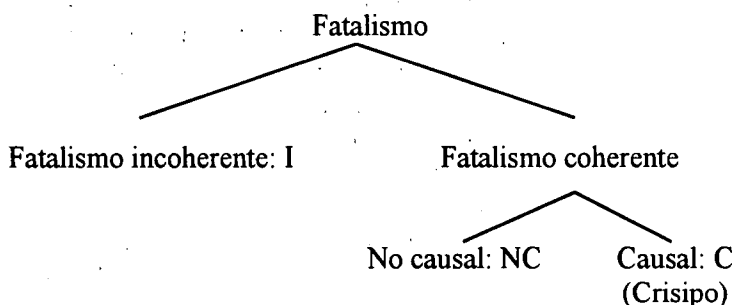 Fatalismo
Fatalismo incoherente: I Fatalismo coherente
No causal: NC Causal: C
(Crisipo)